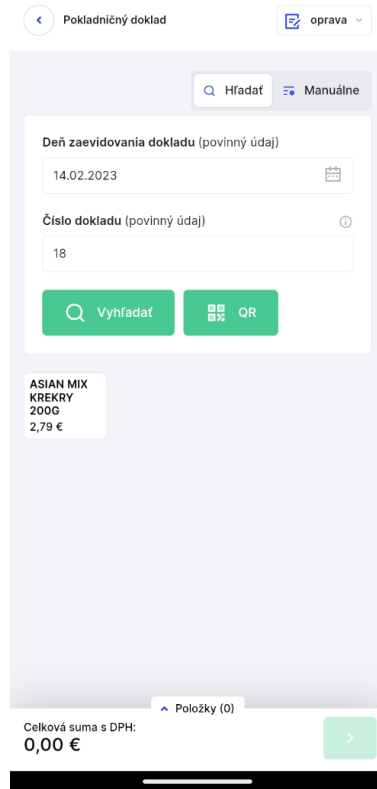 Pokladničný doklad
oprava
Hľadať
Manuálne
Deň zaevidovania dokladu (povinný údaj)
14.02.2023
Číslo dokladu (povinný údaj)
18
Vyhľadať
QR
ASIAN MIX
KREKRY
200G
2,79 €
Položky (0)
Celková suma s DPH:
0,00 €